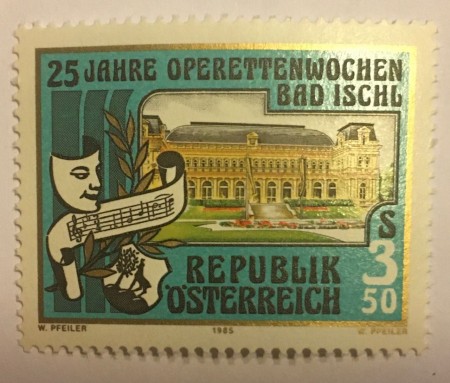 25 JAHRE OPERETTENWOCHEN
BAD ISCHL
S
3
50
REPUBLIK
ÖSTERREICH
W. PFEILER
1985
W. PFEILER